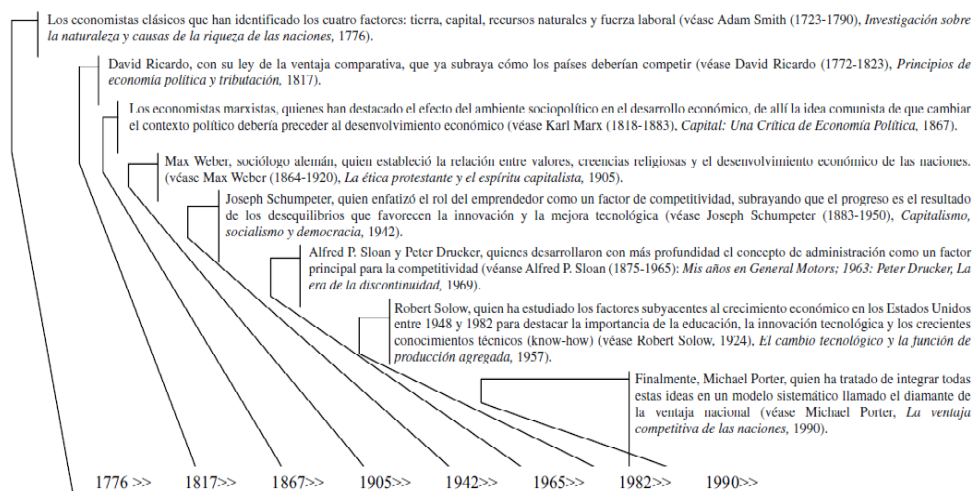 Los economistas clásicos que han identificado los cuatro factores: tierra, capital, recursos naturales y fuerza laboral (véase Adam Smith (1723-1790), Investigación sobre
la naturaleza y causas de la riqueza de las naciones, 1776).
David Ricardo, con su ley de la ventaja comparativa, que ya subraya cómo los países deberían competir (véase David Ricardo (1772-1823), Principios de
economía política y tributación, 1817).
Los economistas marxistas, quienes han destacado el efecto del ambiente sociopolítico en el desarrollo económico, de allí la idea comunista de que cambiar
el contexto político debería preceder al desenvolvimiento económico (véase Karl Marx (1818-1883), Capital: Una Crítica de Economía Política, 1867).
Max Weber, sociólogo alemán, quien estableció la relación entre valores, creencias religiosas y el desenvolvimiento económico de las naciones.
(véase Max Weber (1864-1920), La ética protestante y el espíritu capitalista, 1905).
Joseph Schumpeter, quien enfatizó el rol del emprendedor como un factor de competitividad, subrayando que el progreso es el resultado
de los desequilibrios que favorecen la innovación y la mejora tecnológica (véase Joseph Schumpeter (1883-1950), Capitalismo,
socialismo y democracia, 1942).
Alfred P. Sloan y Peter Drucker, quienes desarrollaron con más profundidad el concepto de administración como un factor
principal para la competitividad (véanse Alfred P. Sloan (1875-1965): Mis años en General Motors; 1963: Peter Drucker, La
era de la discontinuidad, 1969).
Robert Solow, quien ha estudiado los factores subyacentes al crecimiento económico en los Estados Unidos
entre 1948 y 1982 para destacar la importancia de la educación, la innovación tecnológica y los crecientes
conocimientos técnicos (know-how) (véase Robert Solow, 1924), El cambio tecnológico y la función de
producción agregada, 1957).
Finalmente, Michael Porter, quien ha tratado de integrar todas
estas ideas en un modelo sistemático llamado el diamante de
la ventaja nacional (véase Michael Porter, La ventaja
competitiva de las naciones, 1990).
1776 >> 1817>> 1867>> 1905>> 1942>> 1965>> 1982>> 1990>>